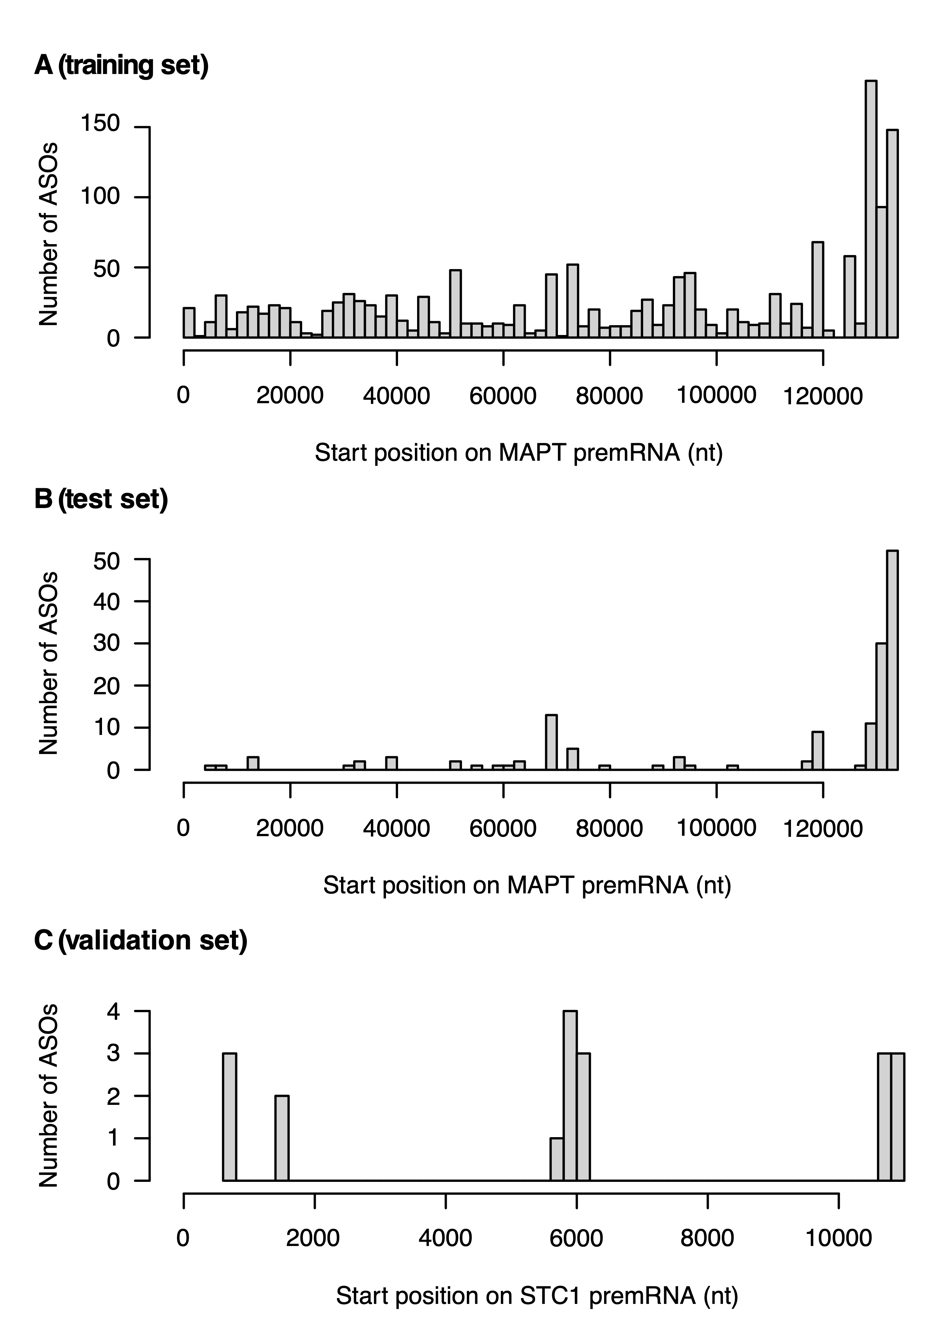 A (training set)
Number of ASOs
150
100
50
0
0 20000 40000 60000 80000 100000 120000
Start position on MAPT premRNA (nt)
B (test set)
Number of ASOs
50
40
30
20
10
0
0 20000 40000 60000 80000 100000 120000
Start position on MAPT premRNA (nt)
C (validation set)
Number of ASOs
4
3
2
1
0
0 2000 4000 6000 8000 10000
Start position on STC1 premRNA (nt)